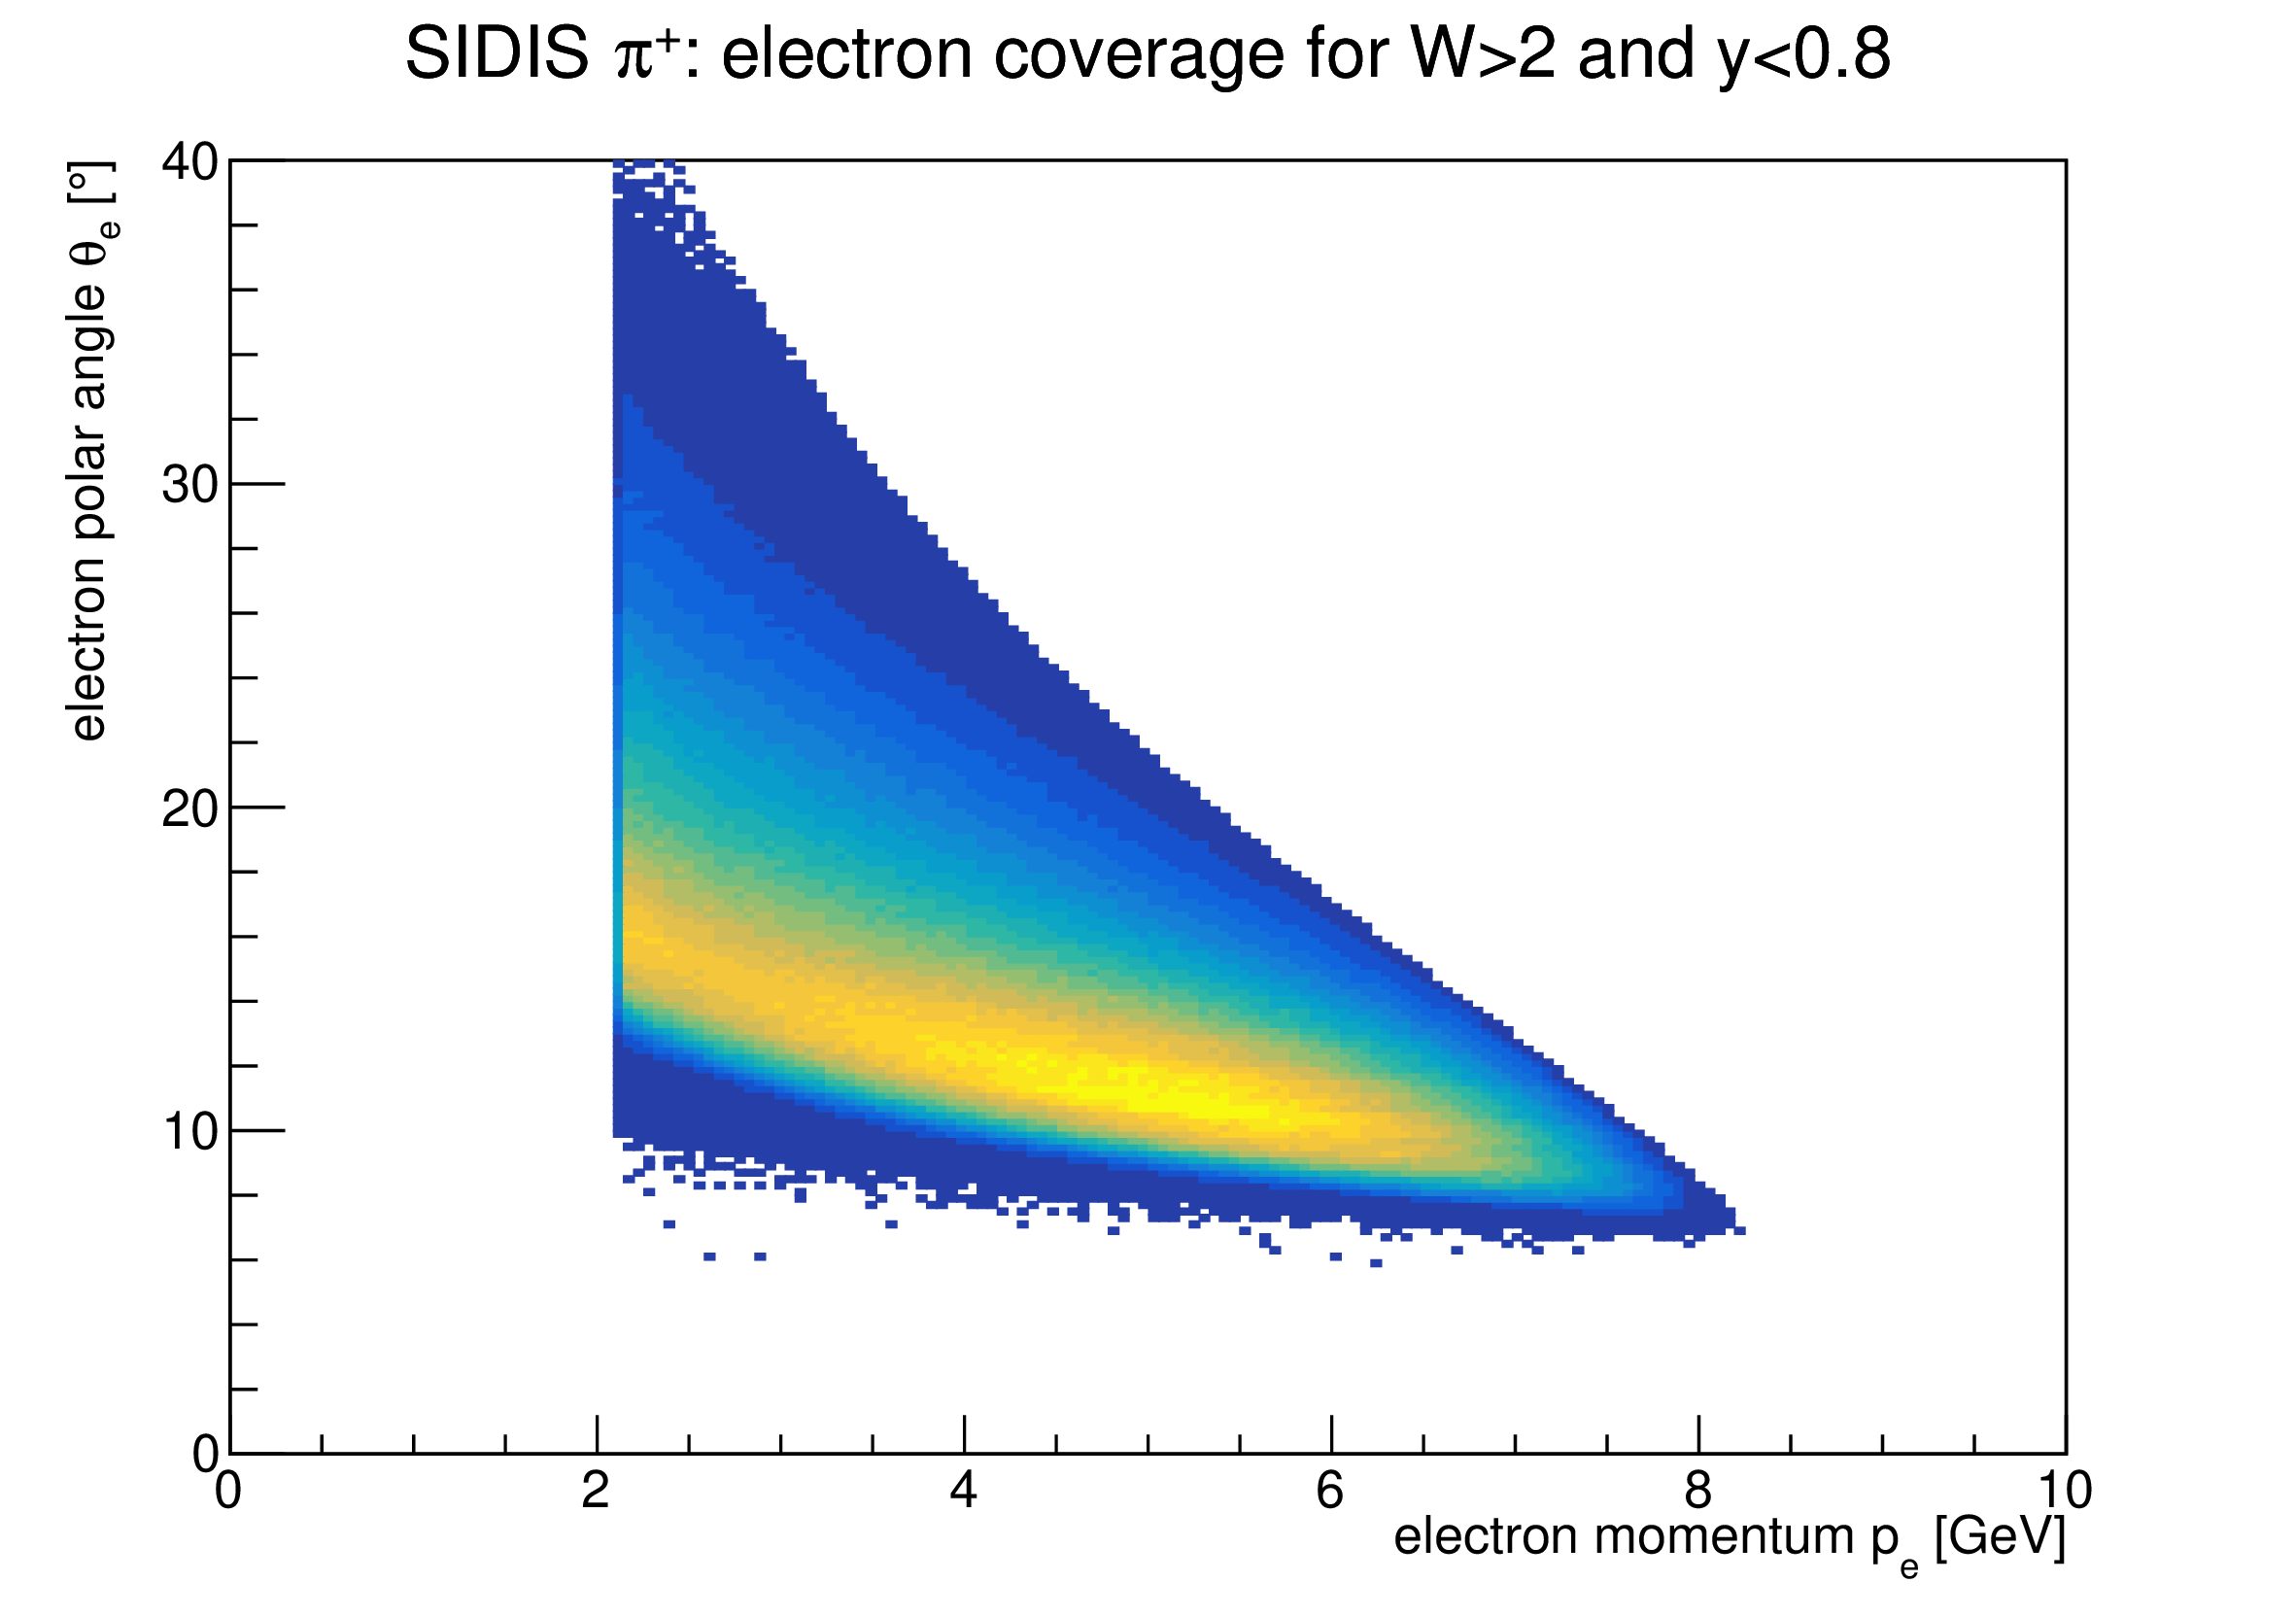 SIDIS π⁺: electron coverage for W>2 and y<0.8
electron polar angle θₑ [°]
40
30
20
10
0
0 2 4 6 8 10
electron momentum pₑ [GeV]